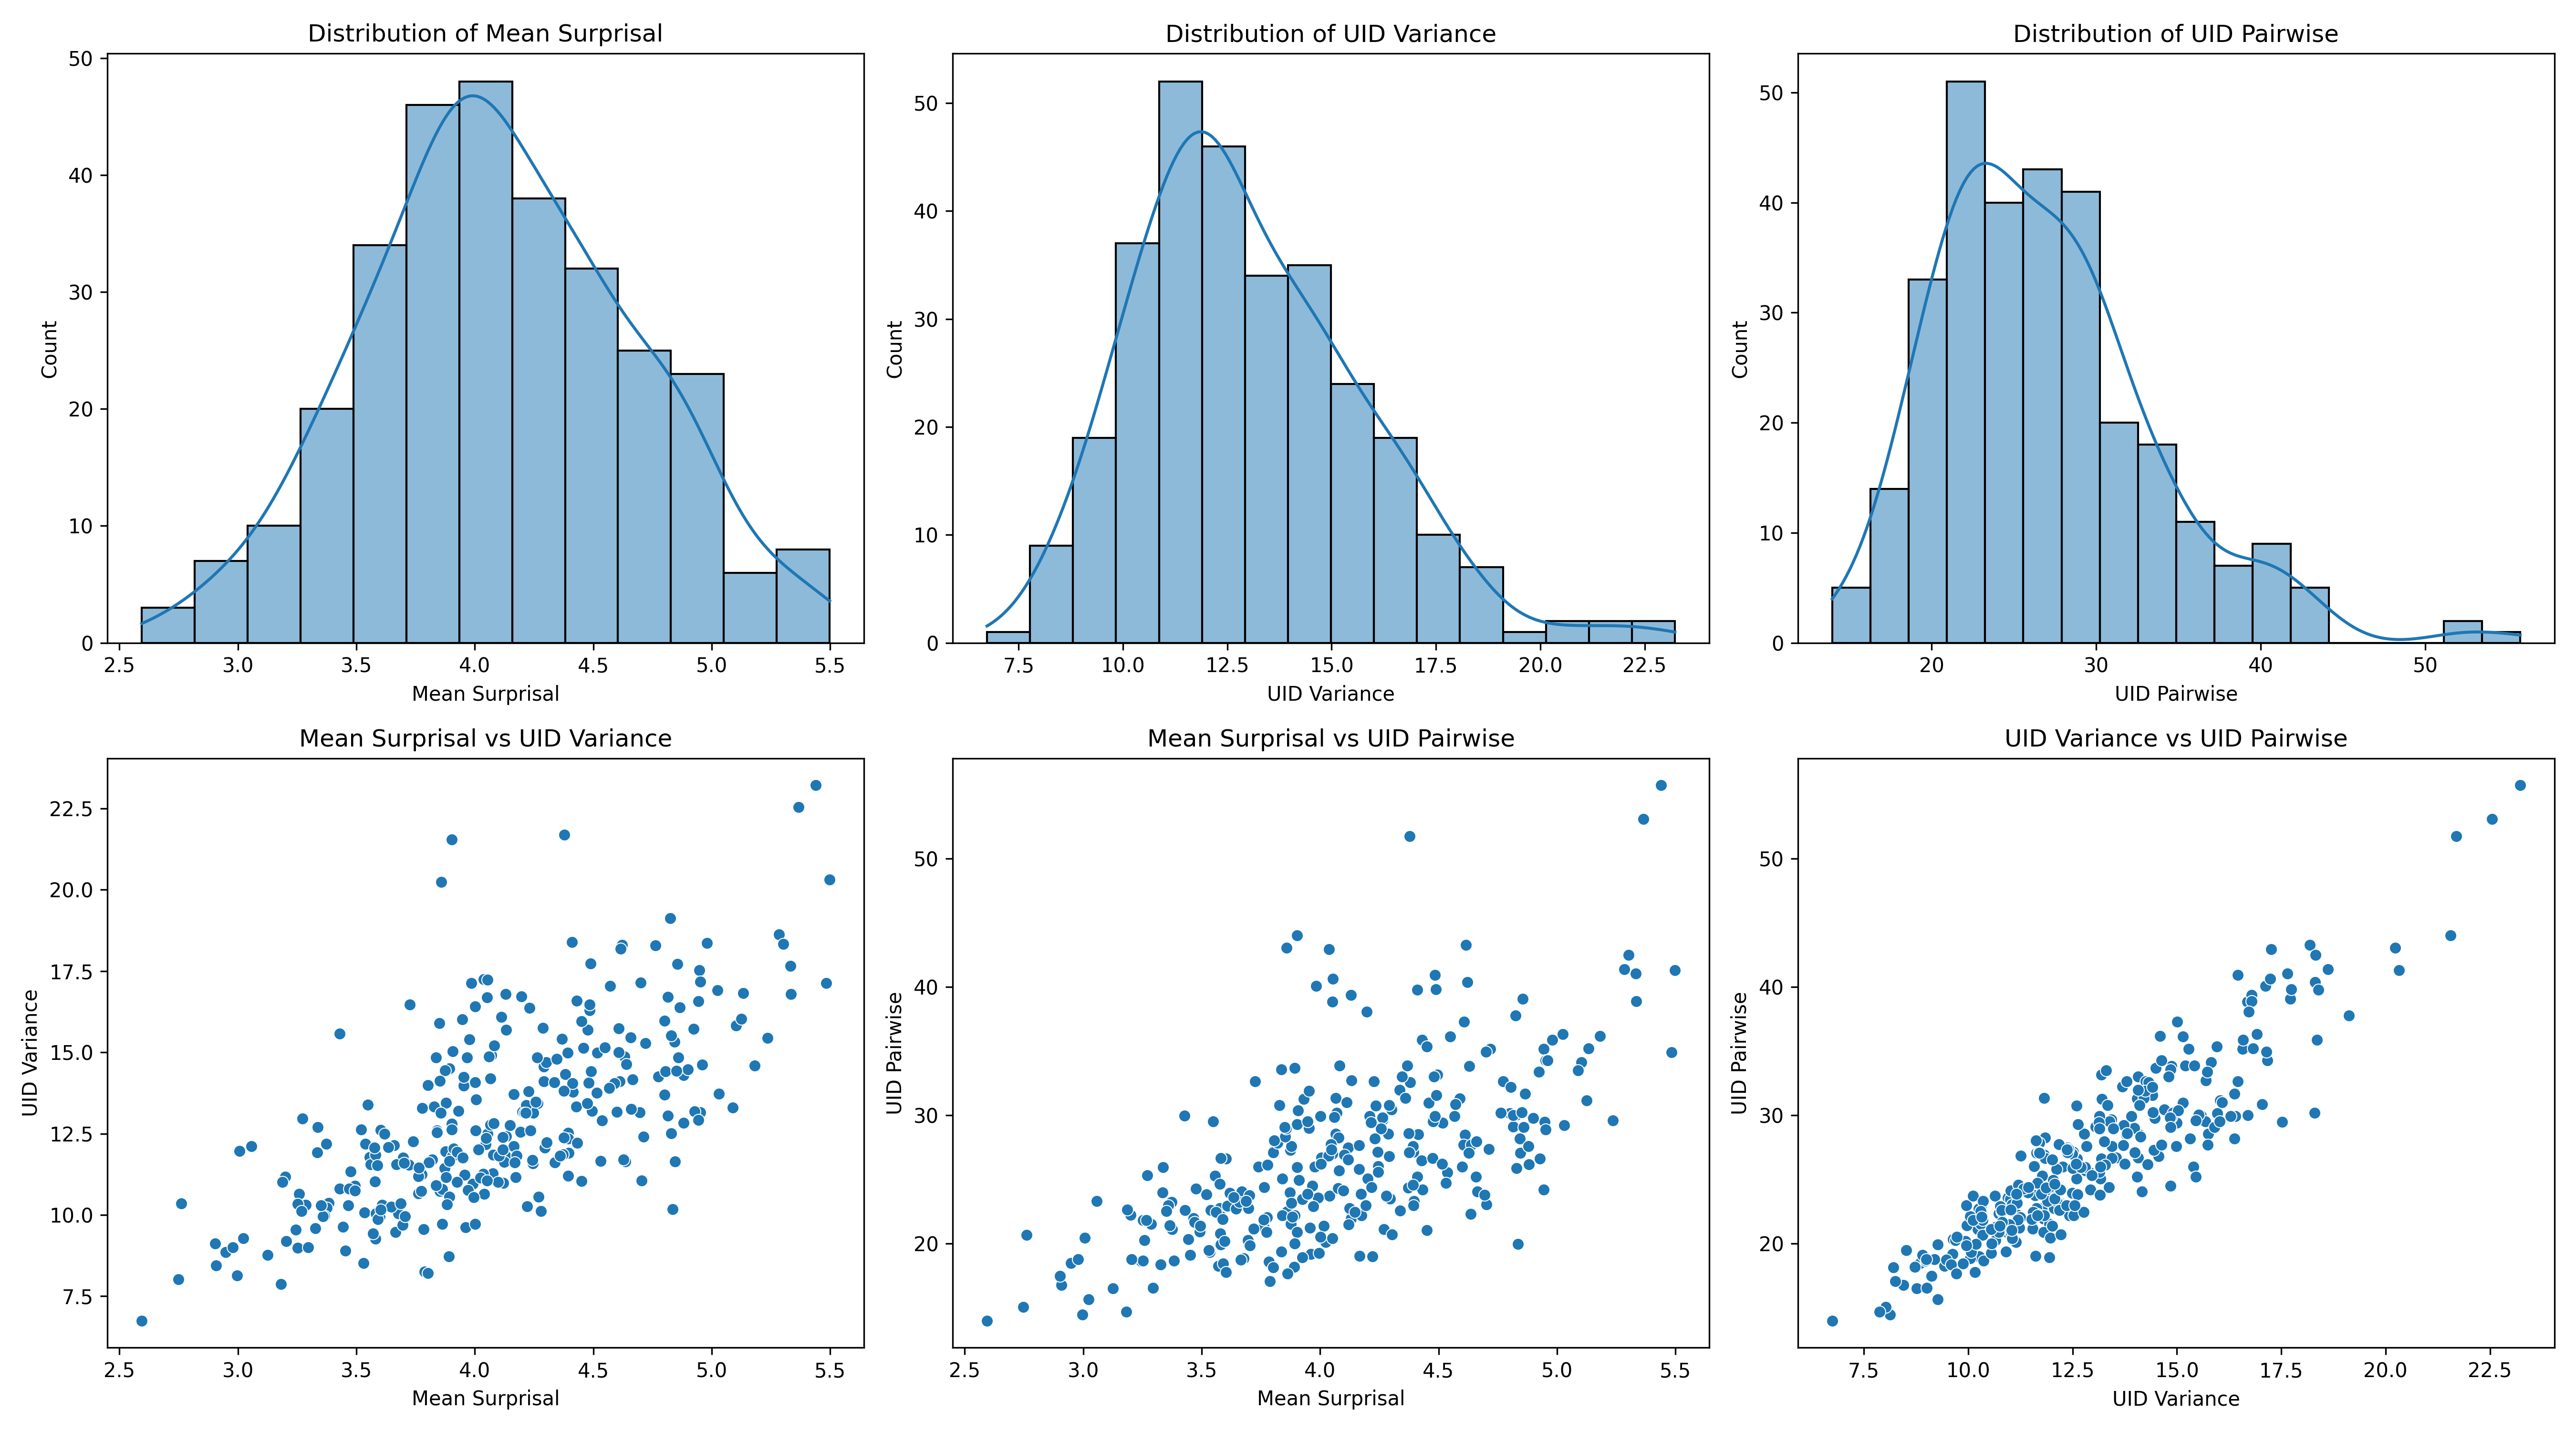 Distribution of Mean Surprisal
50
40
30
20
10
0
Count
2.5 3.0 3.5 4.0 4.5 5.0 5.5
Mean Surprisal
Distribution of UID Variance
50
40
30
20
10
0
Count
7.5 10.0 12.5 15.0 17.5 20.0 22.5
UID Variance
Distribution of UID Pairwise
50
40
30
20
10
0
Count
20 30 40 50
UID Pairwise
Mean Surprisal vs UID Variance
22.5
20.0
17.5
15.0
12.5
10.0
7.5
UID Variance
2.5 3.0 3.5 4.0 4.5 5.0 5.5
Mean Surprisal
Mean Surprisal vs UID Pairwise
50
40
30
20
UID Pairwise
2.5 3.0 3.5 4.0 4.5 5.0 5.5
Mean Surprisal
UID Variance vs UID Pairwise
50
40
30
20
UID Pairwise
7.5 10.0 12.5 15.0 17.5 20.0 22.5
UID Variance